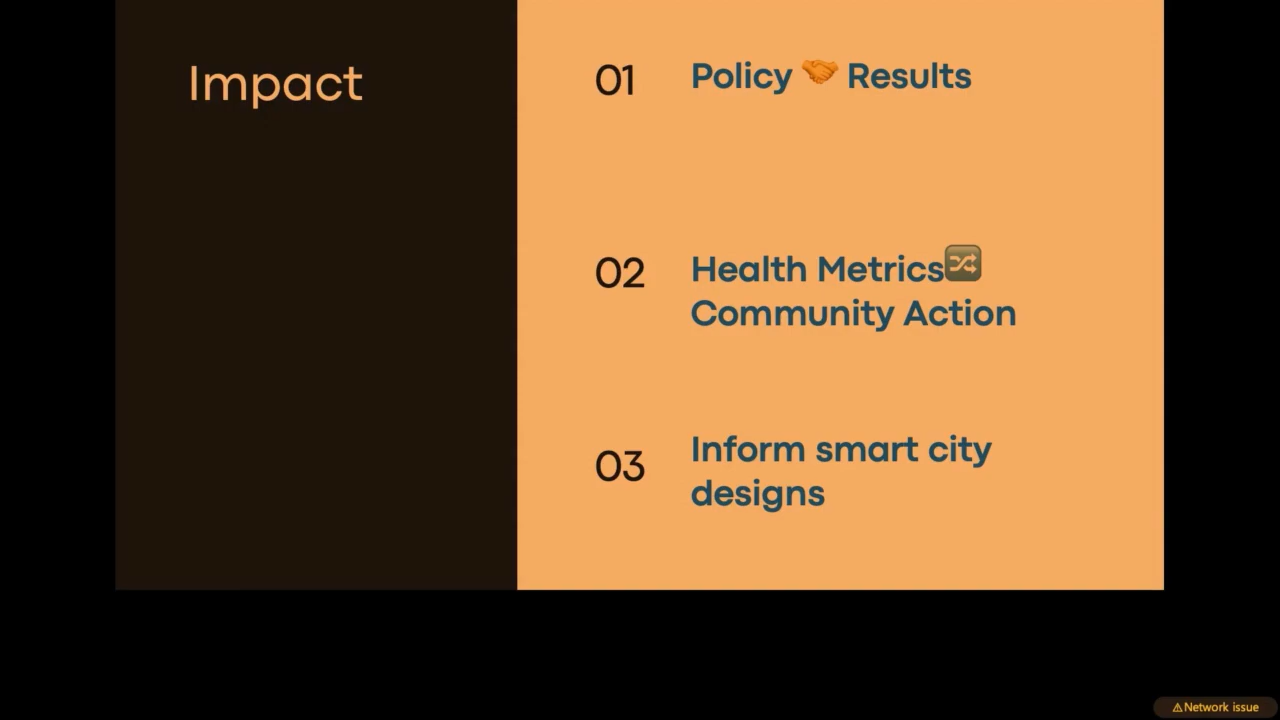 Impact
01
Policy 🤝 Results
02
Health Metrics🔀
Community Action
03
Inform smart city
designs
⚠Network issue